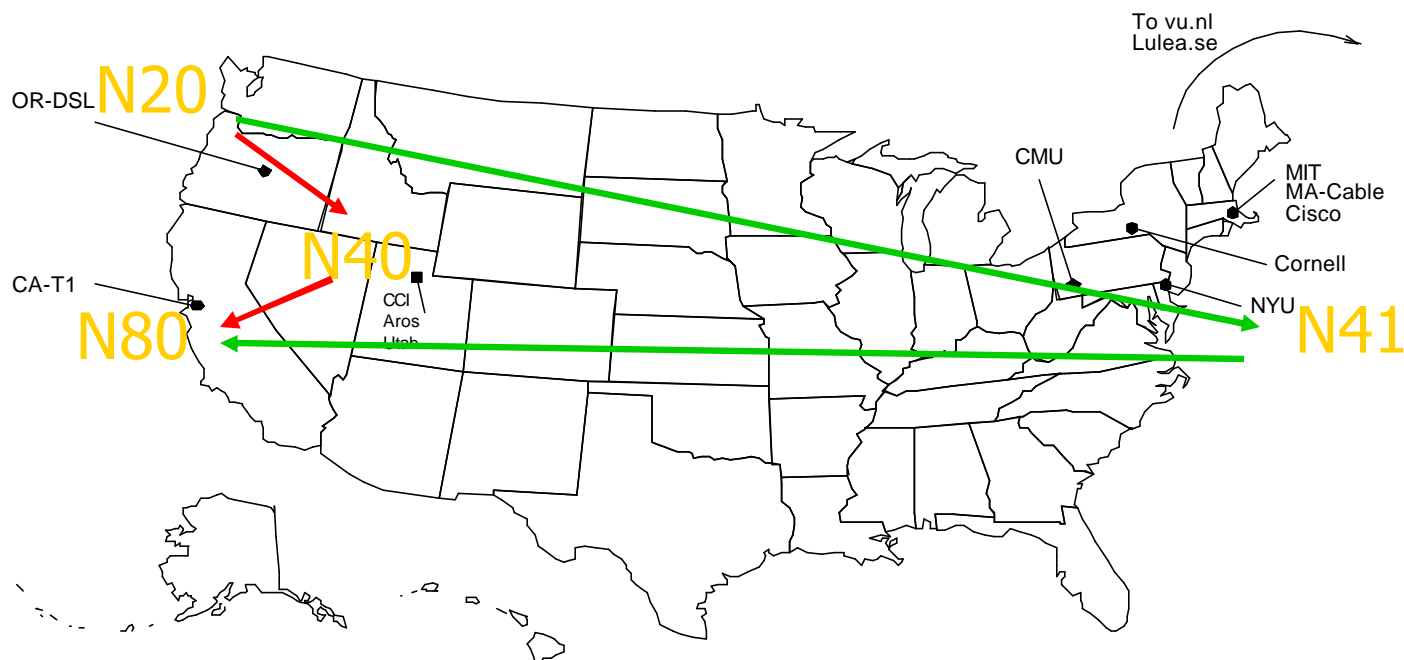 To vu.nl
Lulea.se
OR-DSL
N20
CMU
MIT
MA-Cable
Cisco
N40
Cornell
CA-T1
CCI
Aros
Utah
NYU
N80
N41